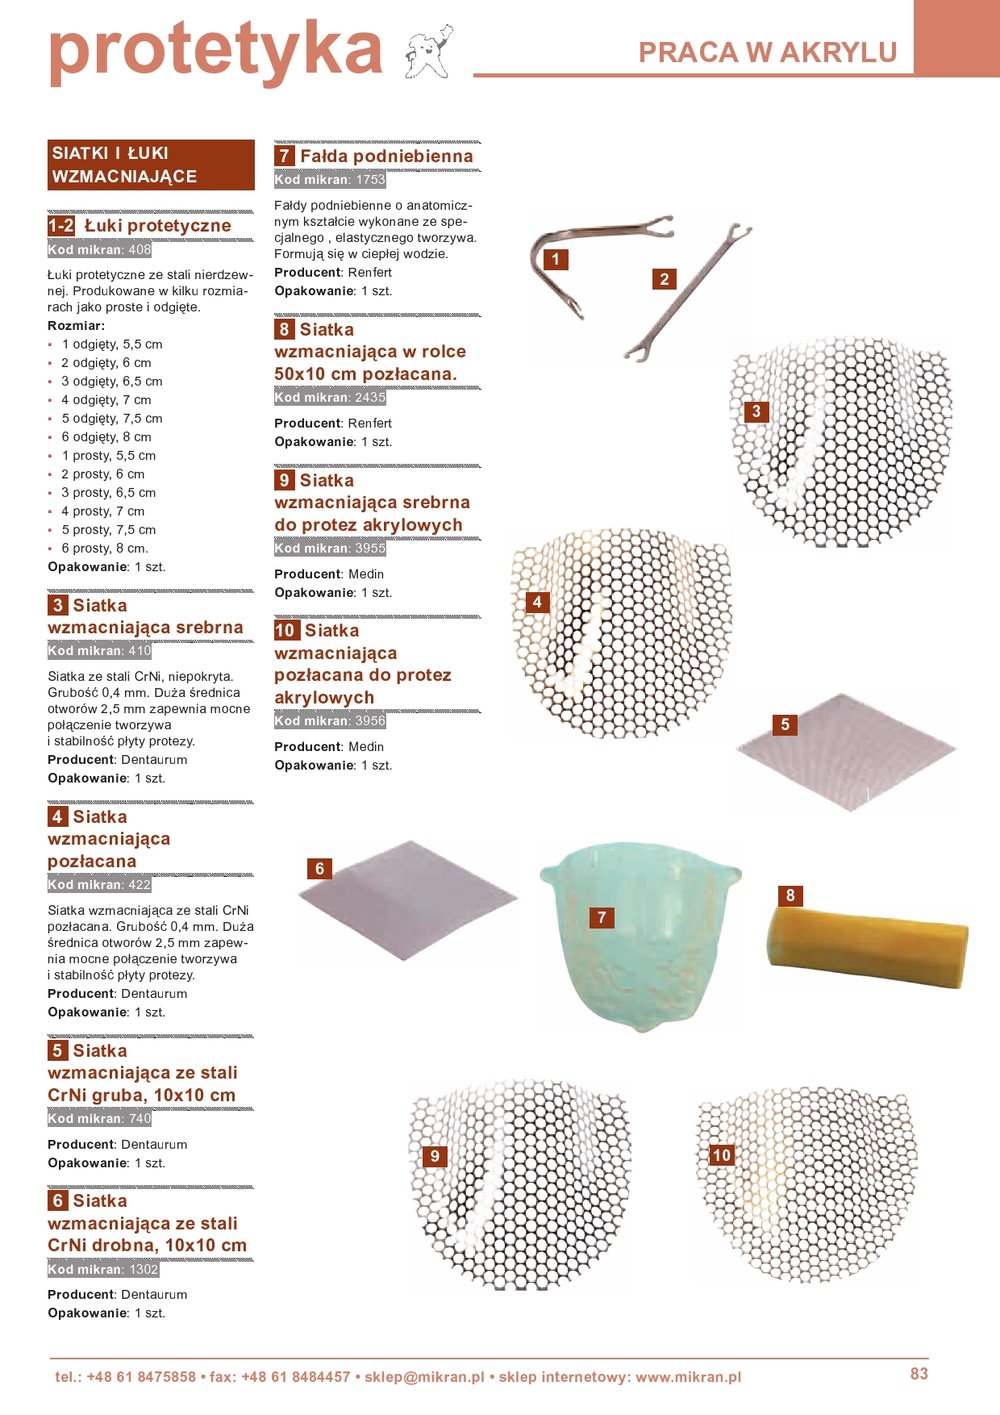 protetyka
PRACA W AKRYLU
SIATKI I ŁUKI
WZMACNIAJĄCE
1-2 Łuki protetyczne
Kod mikran: 408
Łuki protetyczne ze stali nierdzew-
nej. Produkowane w kilku rozmia-
rach jako proste i odgięte.
Rozmiar:
▪ 1 odgięty, 5,5 cm
▪ 2 odgięty, 6 cm
▪ 3 odgięty, 6,5 cm
▪ 4 odgięty, 7 cm
▪ 5 odgięty, 7,5 cm
▪ 6 odgięty, 8 cm
▪ 1 prosty, 5,5 cm
▪ 2 prosty, 6 cm
▪ 3 prosty, 6,5 cm
▪ 4 prosty, 7 cm
▪ 5 prosty, 7,5 cm
▪ 6 prosty, 8 cm.
Opakowanie: 1 szt.
3 Siatka
wzmacniająca srebrna
Kod mikran: 410
Siatka ze stali CrNi, niepokryta.
Grubość 0,4 mm. Duża średnica
otworów 2,5 mm zapewnia mocne
połączenie tworzywa
i stabilność płyty protezy.
Producent: Dentaurum
Opakowanie: 1 szt.
4 Siatka
wzmacniająca
pozłacana
Kod mikran: 422
Siatka wzmacniająca ze stali CrNi
pozłacana. Grubość 0,4 mm. Duża
średnica otworów 2,5 mm zapew-
nia mocne połączenie tworzywa
i stabilność płyty protezy.
Producent: Dentaurum
Opakowanie: 1 szt.
5 Siatka
wzmacniająca ze stali
CrNi gruba, 10x10 cm
Kod mikran: 740
Producent: Dentaurum
Opakowanie: 1 szt.
6 Siatka
wzmacniająca ze stali
CrNi drobna, 10x10 cm
Kod mikran: 1302
Producent: Dentaurum
Opakowanie: 1 szt.
7 Fałda podniebienna
Kod mikran: 1753
Fałdy podniebienne o anatomicz-
nym kształcie wykonane ze spe-
cjalnego , elastycznego tworzywa.
Formują się w ciepłej wodzie.
Producent: Renfert
Opakowanie: 1 szt.
8 Siatka
wzmacniająca w rolce
50x10 cm pozłacana.
Kod mikran: 2435
Producent: Renfert
Opakowanie: 1 szt.
9 Siatka
wzmacniająca srebrna
do protez akrylowych
Kod mikran: 3955
Producent: Medin
Opakowanie: 1 szt.
10 Siatka
wzmacniająca
pozłacana do protez
akrylowych
Kod mikran: 3956
Producent: Medin
Opakowanie: 1 szt.
1
2
3
4
5
6
7
8
9
10
tel.: +48 61 8475858 • fax: +48 61 8484457 • sklep@mikran.pl • sklep internetowy: www.mikran.pl
83